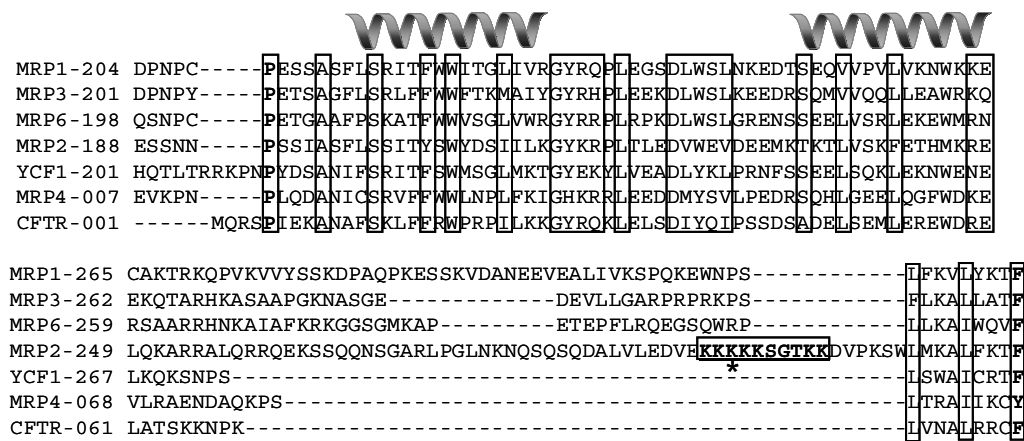 MRP1-204 DPNPC-----PESSASFLSRITFWWITGLIVRGYRQPLEGSDLWSLNKEDTSEQVVPVLVKNWKKE
MRP3-201 DPNPY-----PETSAGFLSRLFFWWFTKMAIYGYRHPLEEKDLWSLKEEDRSQMVVQQLLEAWRKQ
MRP6-198 QSNPC-----PETGAAFPSKATFWWVSGLVWRGYRRPLRPKDLWSLGRENSSEELVSRLEKEWMRN
MRP2-188 ESSNN-----PSSIASFLSSITYSWYDSIILKGYKRPLTLEDVWEVDEEMKTKTLVSKFETHMKRE
YCF1-201 HQTLTRRKPNPYDSANIFSRITFSWMSGLMKTGYEKYLVEADLYKLPRNFSSEELSQKLEKNWENE
MRP4-007 EVKPN-----PLQDANICSRVFFWWLNPLFKIGHKRRLEEDDMYSVLPEDRSQHLGEELQGFWDKE
CFTR-001 ------MQRSPIEKANAFSKLFFRWPRPILKKGYRQKLELSDIYQIPSSDSADELSEMLEREWDRE
MRP1-265 CAKTRKQPVKVVYSSKDPAQPKESSKVDANEEVEALIVKSPQKEWNPS------------LFKVLYKTF
MRP3-262 EKQTARHKASAAPGKNASGE-------------DEVLLGARPRPRKPS------------FLKALLATF
MRP6-259 RSAARRHNKAIAFKRKGGSGMKAP---------ETEPFLRQEGSQWRP------------LLKAIWQVF
MRP2-249 LQKARRALQRRQEKSSQQNSGARLPGLNKNQSQSQDALVLEDVEKKKKKSGTKKDVPKSWLMKALFKTF
*
YCF1-267 LKQKSNPS----------------------------------------------------LSWAICRTF
MRP4-068 VLRAENDAQKPS------------------------------------------------LTRAIIKCY
CFTR-061 LATSKKNPK---------------------------------------------------LVNALRRCF